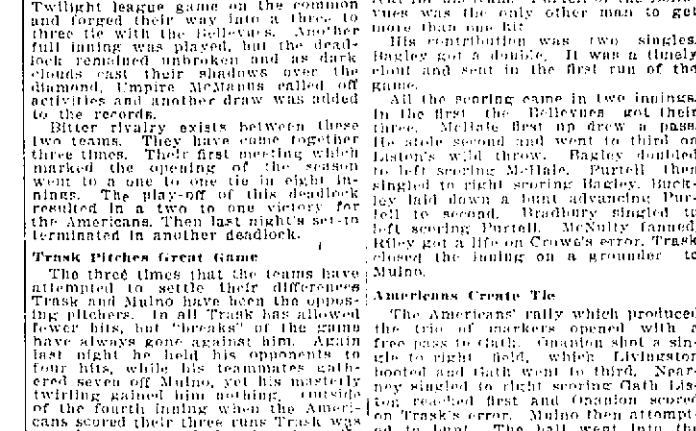 Twilight league game on the common
and forged their way into a three to
three tie with the Bellevues. Another
full inning was played, but the dead-
lock remained unbroken and as dark
clouds cast their shadows over the
diamond, Umpire McManus called off
activities and another draw was added
to the records.
Bitter rivalry exists between these
two teams. They have come together
three times. Their first meeting which
marked the opening of the season
went to a one to one tie in eight in-
nings. The play-off of this deadlock
resulted in a two to one victory for
the Americans. Then last night's set-to
terminated in another deadlock.
Trask Pitches Great Game
The three times that the teams have
attempted to settle their differences
Trask and Mulno have been the oppos-
ing pitchers. In all Trask has allowed
fewer hits, but "breaks" of the game
have always gone against him. Again
last night he held his opponents to
four hits, while his teammates gath-
ered seven off Mulno, yet his masterly
twirling gained him nothing. Outside
of the fourth inning when the Ameri-
cans scored their three runs Trask was
vues was the only other man to get
more than one hit.
His contribution was two singles.
Bagley got a double. It was a timely
clout and sent in the first run of the
game.
All the scoring came in two innings.
In the first the Bellevues got their
three. McHale first up drew a pass.
He stole second and went to third on
Liston's wild throw. Bagley doubled
to left scoring McHale. Purtell then
singled to right scoring Bagley. Buck-
ley laid down a bunt advancing Pur-
tell to second. Bradbury singled to
left scoring Purtell. McNulty fanned,
Riley got a life on Crowe's error. Trask
closed the inning on a grounder to
Mulno.
Americans Create Tie
The Americans' rally which produced
the trio of markers opened with a
free pass to Gath. Onanion shot a sin-
gle to right field, which Livingston
booted and Gath went to third. Near-
ney singled to right scoring Gath. Lis-
ton reached first and Onanion scored
on Trask's error. Mulno then attempt-
ed to bunt. The ball went into the